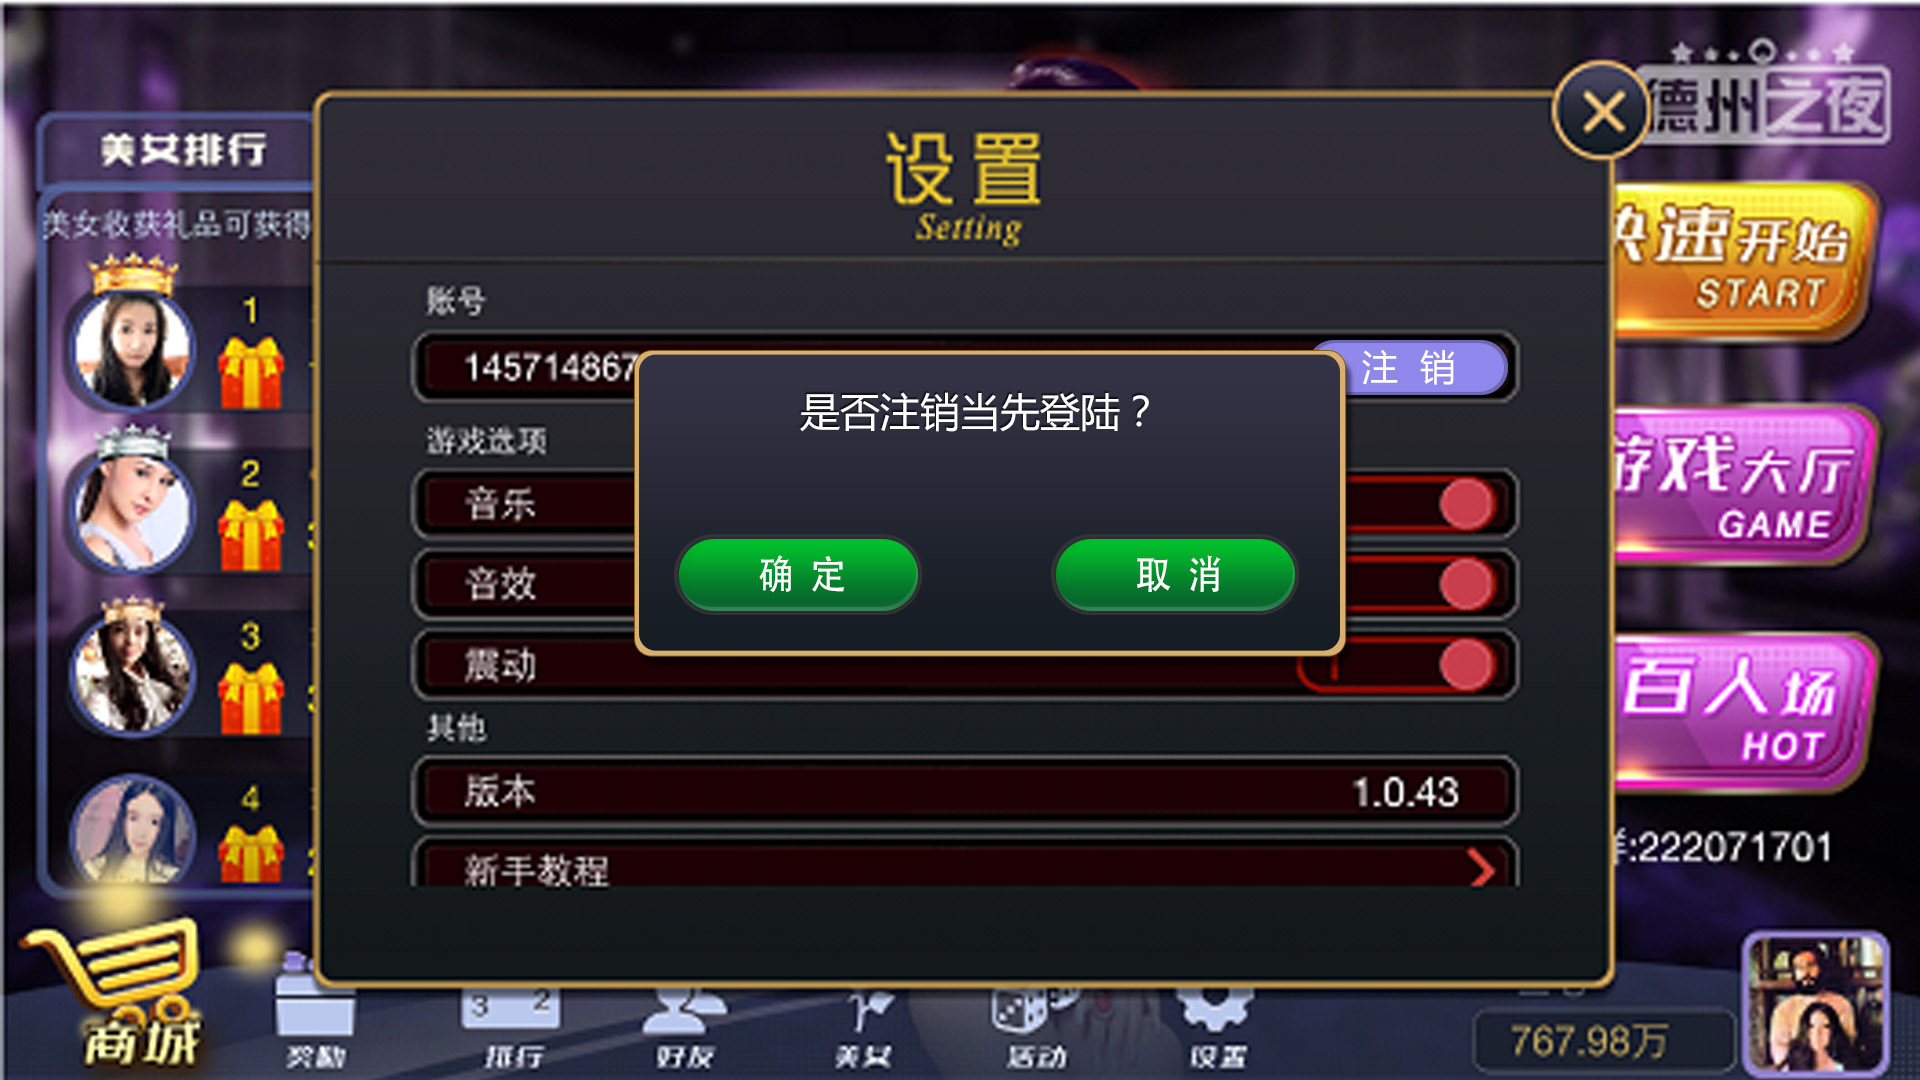 德州之夜
美女排行
美女收获礼品可获得
1
2
3
4
设置
Setting
账号
145714867
注 销
游戏选项
音乐
音效
震动
是否注销当先登陆？
确 定
取 消
其他
版本
1.0.43
新手教程
快速开始
START
游戏大厅
GAME
百人场
HOT
:222071701
商城
奖励
3 2
排行
好友
美女
活动
设置
767.98万